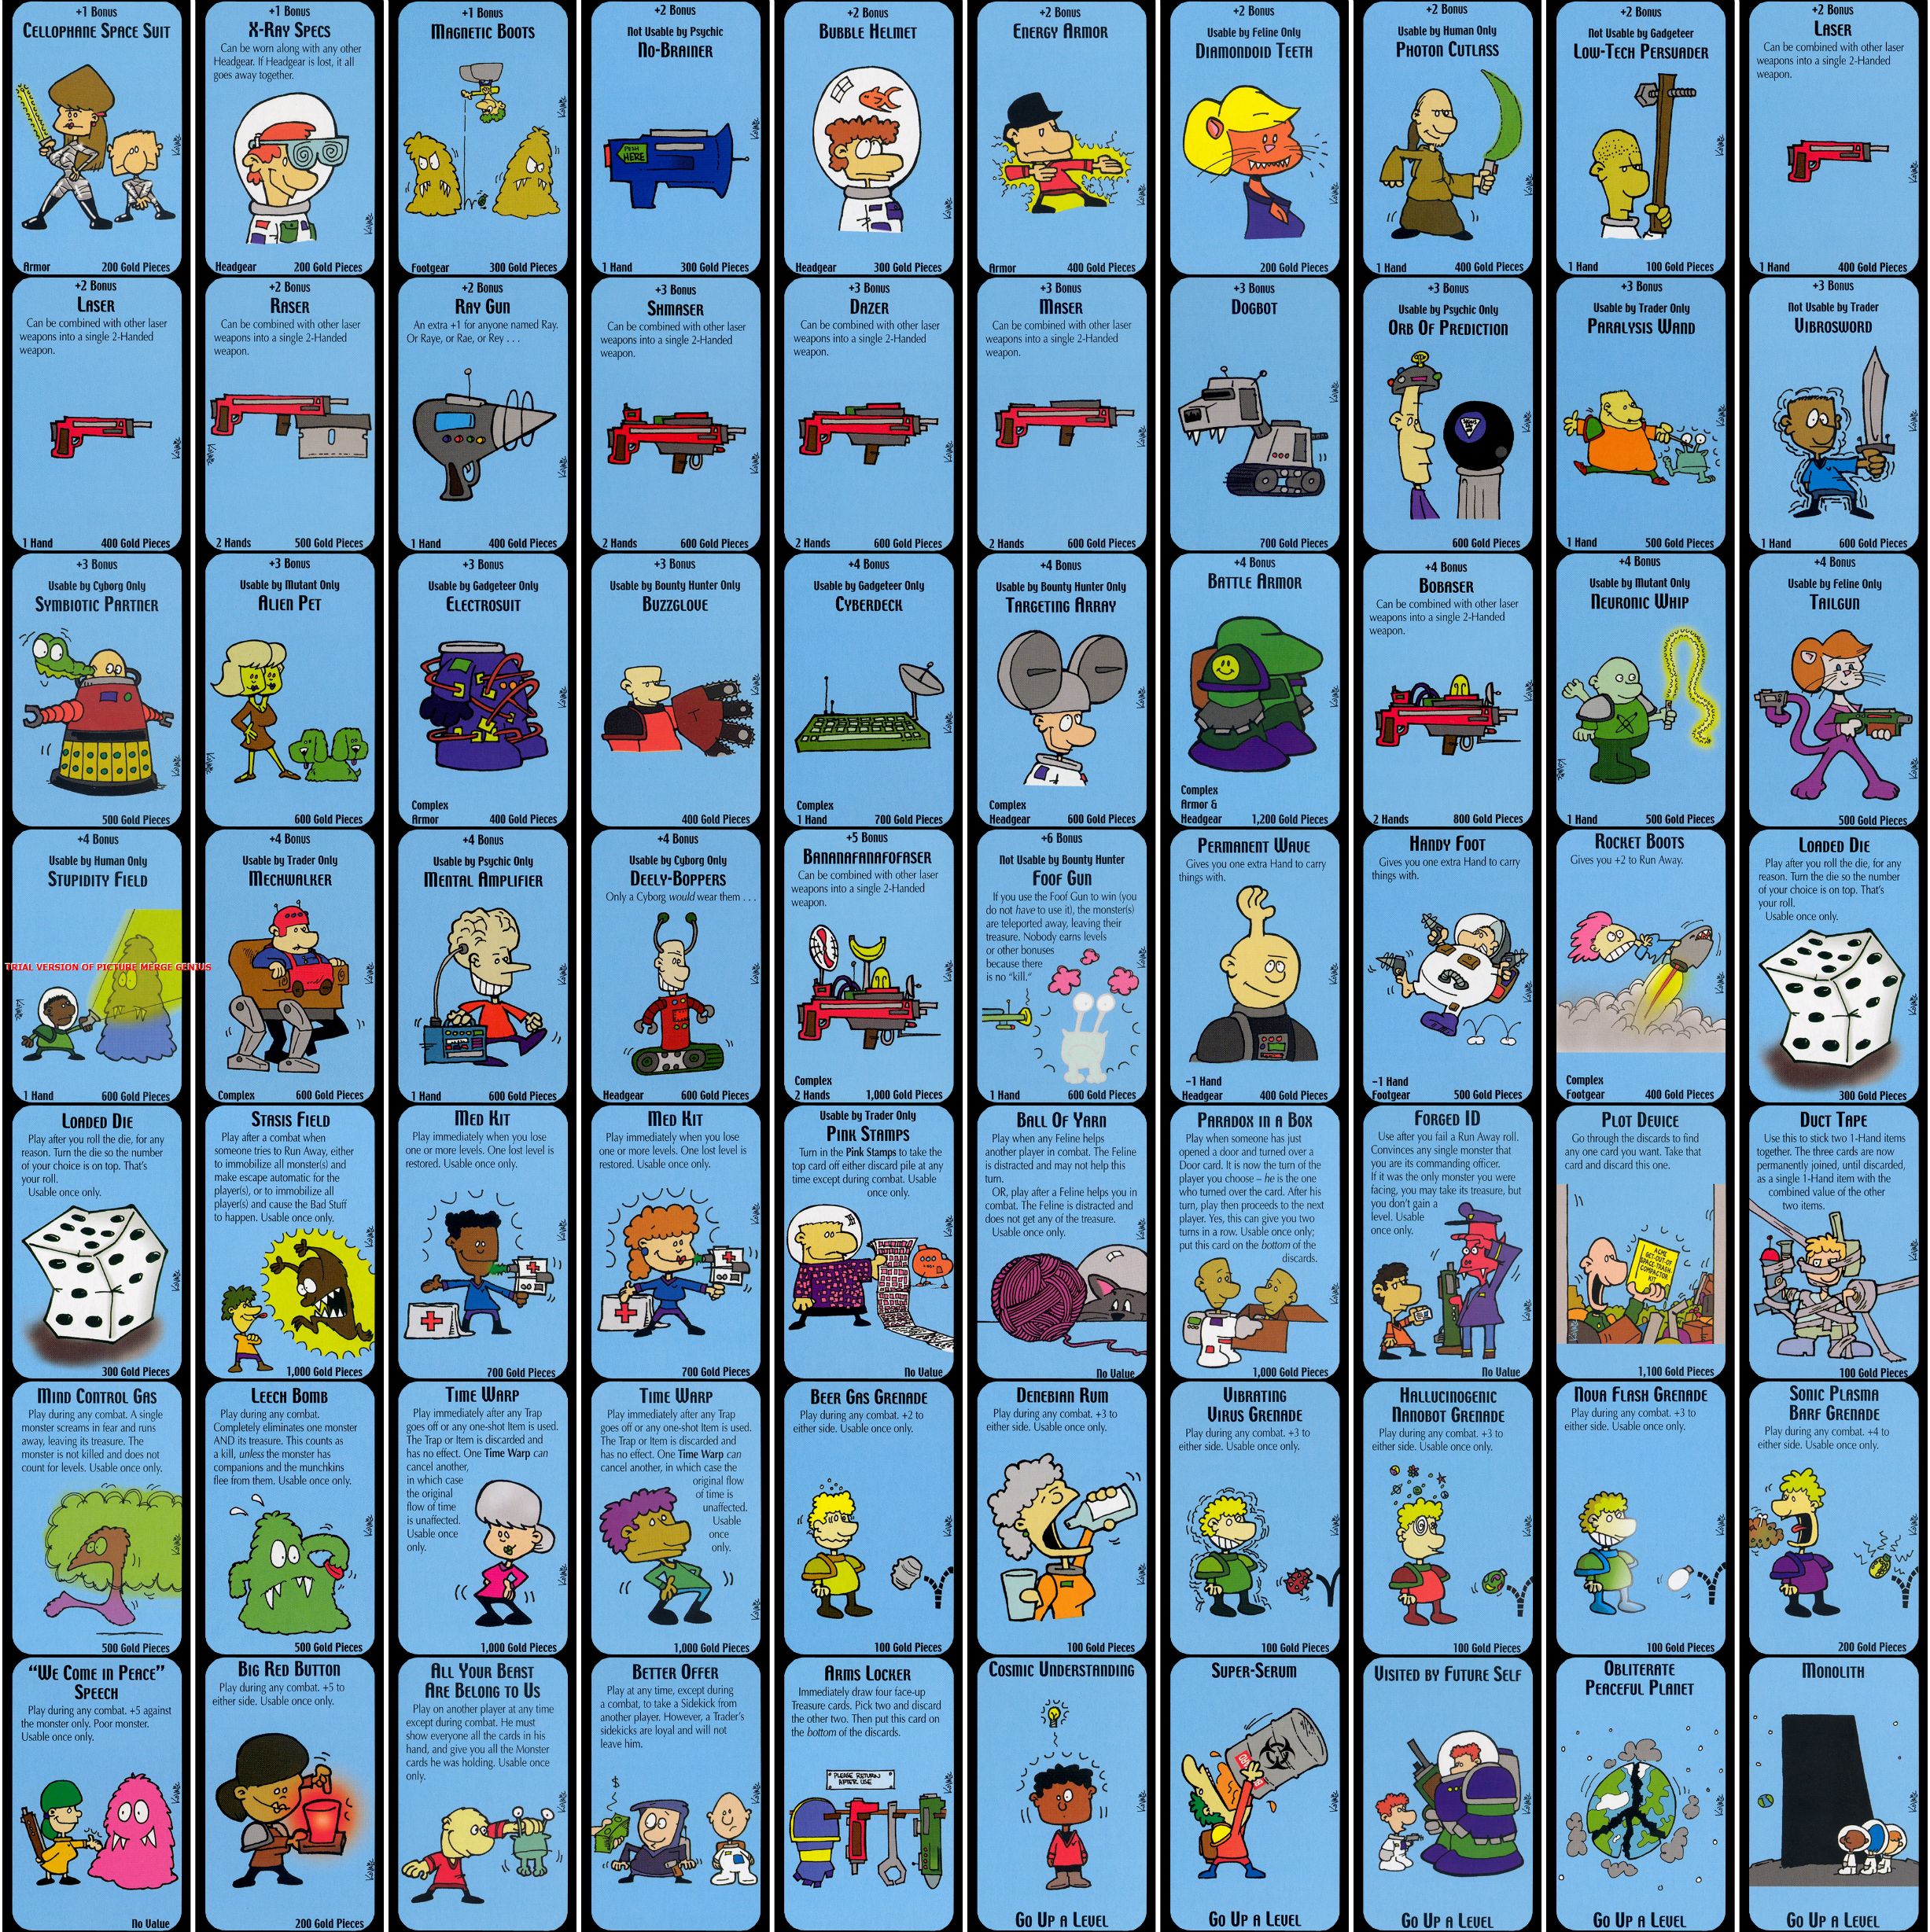 +1 Bonus
Cellophane Space Suit
Armor
200 Gold Pieces
+1 Bonus
X-Ray Specs
Can be worn along with any other
Headgear. If Headgear is lost, it all
goes away together.
Headgear
200 Gold Pieces
+1 Bonus
Magnetic Boots
Footgear
300 Gold Pieces
+2 Bonus
Not Usable by Psychic
No-Brainer
PUSH
HERE
1 Hand
300 Gold Pieces
+2 Bonus
Bubble Helmet
Headgear
300 Gold Pieces
+2 Bonus
Energy Armor
Armor
400 Gold Pieces
+2 Bonus
Usable by Feline Only
Diamondoid Teeth
200 Gold Pieces
+2 Bonus
Usable by Human Only
Photon Cutlass
1 Hand
400 Gold Pieces
+2 Bonus
Not Usable by Gadgeteer
Low-Tech Persuader
1 Hand
100 Gold Pieces
+2 Bonus
Laser
Can be combined with other laser
weapons into a single 2-Handed
weapon.
1 Hand
400 Gold Pieces
+2 Bonus
Laser
Can be combined with other laser
weapons into a single 2-Handed
weapon.
1 Hand
400 Gold Pieces
+2 Bonus
Raser
Can be combined with other laser
weapons into a single 2-Handed
weapon.
2 Hands
500 Gold Pieces
+2 Bonus
Ray Gun
An extra +1 for anyone named Ray.
Or Raye, or Rae, or Rey . . .
1 Hand
400 Gold Pieces
+3 Bonus
Shmaser
Can be combined with other laser
weapons into a single 2-Handed
weapon.
2 Hands
600 Gold Pieces
+3 Bonus
Dazer
Can be combined with other laser
weapons into a single 2-Handed
weapon.
2 Hands
600 Gold Pieces
+3 Bonus
Maser
Can be combined with other laser
weapons into a single 2-Handed
weapon.
2 Hands
600 Gold Pieces
+3 Bonus
Dogbot
700 Gold Pieces
+3 Bonus
Usable by Psychic Only
Orb Of Prediction
600 Gold Pieces
+3 Bonus
Usable by Trader Only
Paralysis Wand
1 Hand
500 Gold Pieces
+3 Bonus
Not Usable by Trader
Vibrosword
1 Hand
600 Gold Pieces
+3 Bonus
Usable by Cyborg Only
Symbiotic Partner
500 Gold Pieces
+3 Bonus
Usable by Mutant Only
Alien Pet
600 Gold Pieces
+3 Bonus
Usable by Gadgeteer Only
Electrosuit
Complex
Armor
400 Gold Pieces
+3 Bonus
Usable by Bounty Hunter Only
Buzzglove
400 Gold Pieces
+4 Bonus
Usable by Gadgeteer Only
Cyberdeck
Complex
1 Hand
700 Gold Pieces
+4 Bonus
Usable by Bounty Hunter Only
Targeting Array
Complex
Headgear
600 Gold Pieces
+4 Bonus
Battle Armor
Complex
Armor &
Headgear
1,200 Gold Pieces
+4 Bonus
Bobaser
Can be combined with other laser
weapons into a single 2-Handed
weapon.
2 Hands
800 Gold Pieces
+4 Bonus
Usable by Mutant Only
Neuronic Whip
1 Hand
500 Gold Pieces
+4 Bonus
Usable by Feline Only
Tailgun
500 Gold Pieces
+4 Bonus
Usable by Human Only
Stupidity Field
TRIAL VERSION OF PICTURE MERGE GENIUS
1 Hand
600 Gold Pieces
+4 Bonus
Usable by Trader Only
Mechwalker
Complex
600 Gold Pieces
+4 Bonus
Usable by Psychic Only
Mental Amplifier
1 Hand
600 Gold Pieces
+4 Bonus
Usable by Cyborg Only
Deely-Boppers
Only a Cyborg would wear them . . .
Headgear
600 Gold Pieces
+5 Bonus
Bananafanafofaser
Can be combined with other laser
weapons into a single 2-Handed
weapon.
Complex
2 Hands
1,000 Gold Pieces
+6 Bonus
Not Usable by Bounty Hunter
Foof Gun
If you use the Foof Gun to win (you
do not have to use it), the monster(s)
are teleported away, leaving their
treasure. Nobody earns levels
or other bonuses
because there
is no "kill."
1 Hand
600 Gold Pieces
Permanent Wave
Gives you one extra Hand to carry
things with.
-1 Hand
Headgear
400 Gold Pieces
Handy Foot
Gives you one extra Hand to carry
things with.
-1 Hand
Footgear
500 Gold Pieces
Rocket Boots
Gives you +2 to Run Away.
Complex
Footgear
400 Gold Pieces
Loaded Die
Play after you roll the die, for any
reason. Turn the die so the number
of your choice is on top. That's
your roll.
Usable once only.
300 Gold Pieces
Loaded Die
Play after you roll the die, for any
reason. Turn the die so the number
of your choice is on top. That's
your roll.
Usable once only.
300 Gold Pieces
Stasis Field
Play after a combat when
someone tries to Run Away, either
to immobilize all monster(s) and
make escape automatic for the
player(s), or to immobilize all
player(s) and cause the Bad Stuff
to happen. Usable once only.
1,000 Gold Pieces
Med Kit
Play immediately when you lose
one or more levels. One lost level is
restored. Usable once only.
700 Gold Pieces
Med Kit
Play immediately when you lose
one or more levels. One lost level is
restored. Usable once only.
700 Gold Pieces
Usable by Trader Only
Pink Stamps
Turn in the Pink Stamps to take the
top card off either discard pile at any
time except during combat. Usable
once only.
No Value
Ball Of Yarn
Play when any Feline helps
another player in combat. The Feline
is distracted and may not help this
turn.
OR, play after a Feline helps you in
combat. The Feline is distracted and
does not get any of the treasure.
Usable once only.
No Value
Paradox in a Box
Play when someone has just
opened a door and turned over a
Door card. It is now the turn of the
player you choose – he is the one
who turned over the card. After his
turn, play then proceeds to the next
player. Yes, this can give you two
turns in a row. Usable once only;
put this card on the bottom of the
discards.
1,000 Gold Pieces
Forged ID
Use after you fail a Run Away roll.
Convinces any single monster that
you are its commanding officer.
If it was the only monster you were
facing, you may take its treasure, but
you don't gain a
level. Usable
once only.
No Value
Plot Device
Go through the discards to find
any one card you want. Take that
card and discard this one.
ACME
GET-OUT-OF
SPACE-TRASH-
COMPACTOR
KIT
1,100 Gold Pieces
Duct Tape
Use this to stick two 1-Hand items
together. The three cards are now
permanently joined, until discarded,
as a single 1-Hand item with the
combined value of the other
two items.
100 Gold Pieces
Mind Control Gas
Play during any combat. A single
monster screams in fear and runs
away, leaving its treasure. The
monster is not killed and does not
count for levels. Usable once only.
500 Gold Pieces
Leech Bomb
Play during any combat.
Completely eliminates one monster
AND its treasure. This counts as
a kill, unless the monster has
companions and the munchkins
flee from them. Usable once only.
500 Gold Pieces
Time Warp
Play immediately after any Trap
goes off or any one-shot Item is used.
The Trap or Item is discarded and
has no effect. One Time Warp can
cancel another,
in which case
the original
flow of time
is unaffected.
Usable once
only.
1,000 Gold Pieces
Time Warp
Play immediately after any Trap
goes off or any one-shot Item is used.
The Trap or Item is discarded and
has no effect. One Time Warp can
cancel another, in which case the
original flow
of time is
unaffected.
Usable
once
only.
1,000 Gold Pieces
Beer Gas Grenade
Play during any combat. +2 to
either side. Usable once only.
100 Gold Pieces
Denebian Rum
Play during any combat. +3 to
either side. Usable once only.
100 Gold Pieces
Vibrating
Virus Grenade
Play during any combat. +3 to
either side. Usable once only.
100 Gold Pieces
Hallucinogenic
Nanobot Grenade
Play during any combat. +3 to
either side. Usable once only.
100 Gold Pieces
Nova Flash Grenade
Play during any combat. +3 to
either side. Usable once only.
100 Gold Pieces
Sonic Plasma
Barf Grenade
Play during any combat. +4 to
either side. Usable once only.
200 Gold Pieces
"We Come in Peace"
Speech
Play during any combat. +5 against
the monster only. Poor monster.
Usable once only.
No Value
Big Red Button
Play during any combat. +5 to
either side. Usable once only.
200 Gold Pieces
All Your Beast
Are Belong to Us
Play on another player at any time
except during combat. He must
show everyone all the cards in his
hand, and give you all the Monster
cards he was holding. Usable once
only.
Better Offer
Play at any time, except during
a combat, to take a Sidekick from
another player. However, a Trader's
sidekicks are loyal and will not
leave him.
$
Arms Locker
Immediately draw four face-up
Treasure cards. Pick two and discard
the other two. Then put this card on
the bottom of the discards.
PLEASE RETURN
AFTER USE
Cosmic Understanding
Go Up a Level
Super-Serum
Go Up a Level
Visited by Future Self
Go Up a Level
Obliterate
Peaceful Planet
Go Up a Level
Monolith
Go Up a Level